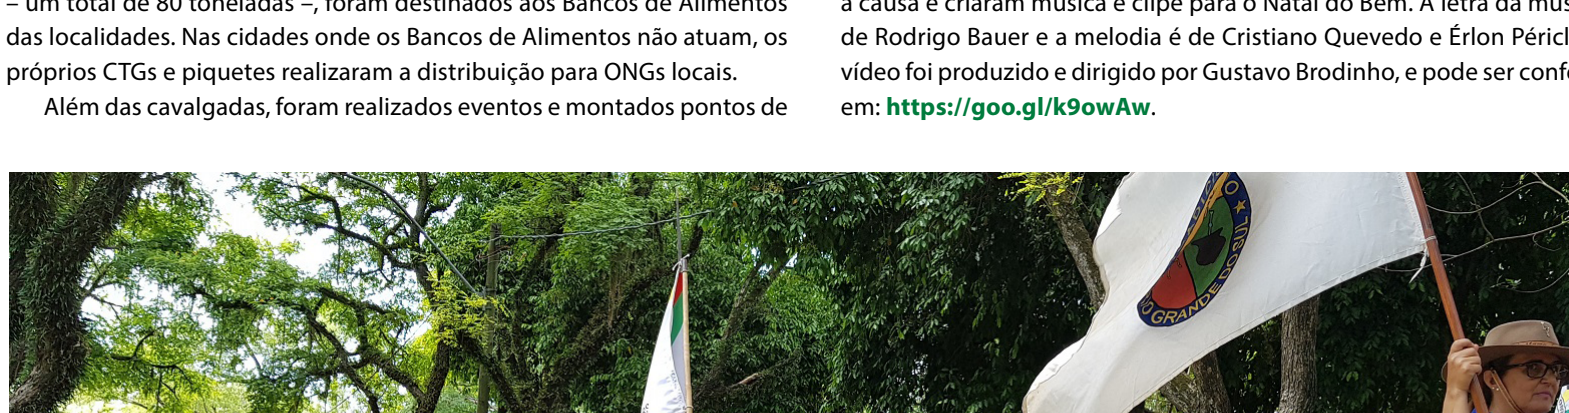 – um total de 80 toneladas –, foram destinados aos Bancos de Alimentos
das localidades. Nas cidades onde os Bancos de Alimentos não atuam, os
próprios CTGs e piquetes realizaram a distribuição para ONGs locais.
Além das cavalgadas, foram realizados eventos e montados pontos de
a causa e criaram música e clipe para o Natal do Bem. A letra da
de Rodrigo Bauer e a melodia é de Cristiano Quevedo e Érlon
vídeo foi produzido e dirigido por Gustavo Brodinho, e pode ser
em: https://goo.gl/k9owAw.
GRANDE DO SUL